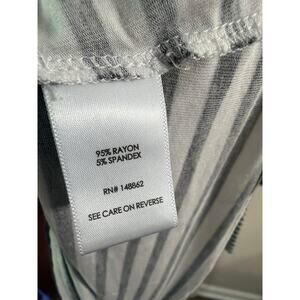 95% RAYON
5% SPANDEX
RN# 148862
SEE CARE ON REVERSE